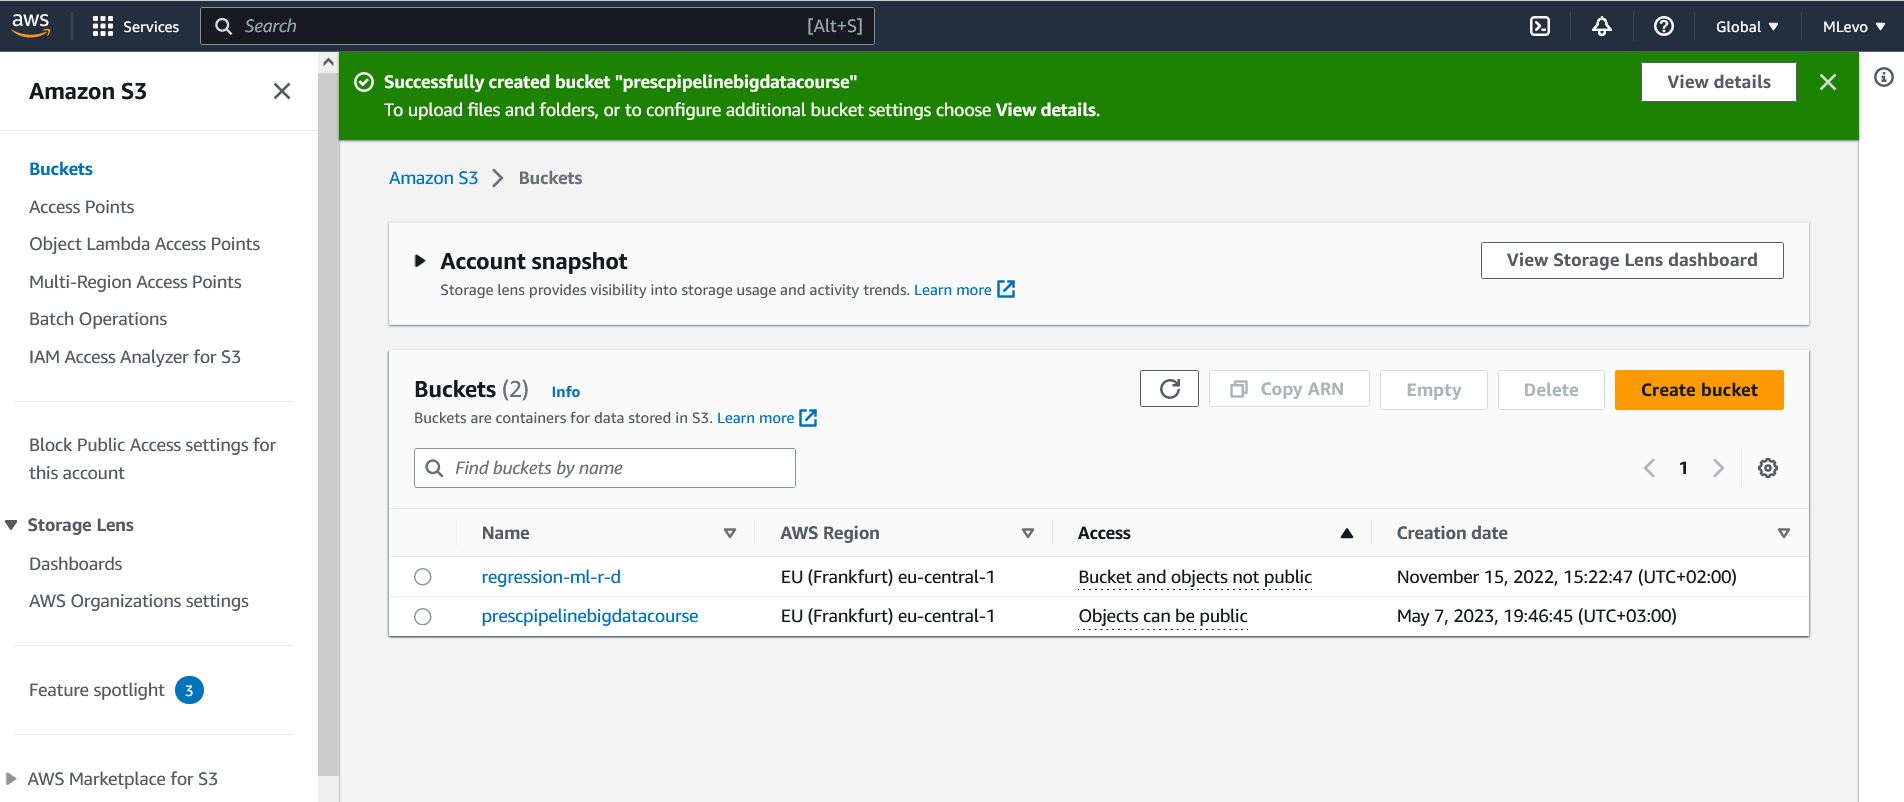 aws
Services
Search
[Alt+S]
Global
MLevo
Amazon S3
Buckets
Access Points
Object Lambda Access Points
Multi-Region Access Points
Batch Operations
IAM Access Analyzer for S3
Block Public Access settings for
this account
Storage Lens
Dashboards
AWS Organizations settings
Feature spotlight 3
AWS Marketplace for S3
Successfully created bucket "prescpipelinebigdatacourse"
To upload files and folders, or to configure additional bucket settings choose View details.
View details
Amazon S3 Buckets
Account snapshot
Storage lens provides visibility into storage usage and activity trends. Learn more
View Storage Lens dashboard
Buckets (2) Info
Buckets are containers for data stored in S3. Learn more
Copy ARN
Empty
Delete
Create bucket
Find buckets by name
1
Name AWS Region Access Creation date
regression-ml-r-d EU (Frankfurt) eu-central-1 Bucket and objects not public November 15, 2022, 15:22:47 (UTC+02:00)
prescpipelinebigdatacourse EU (Frankfurt) eu-central-1 Objects can be public May 7, 2023, 19:46:45 (UTC+03:00)